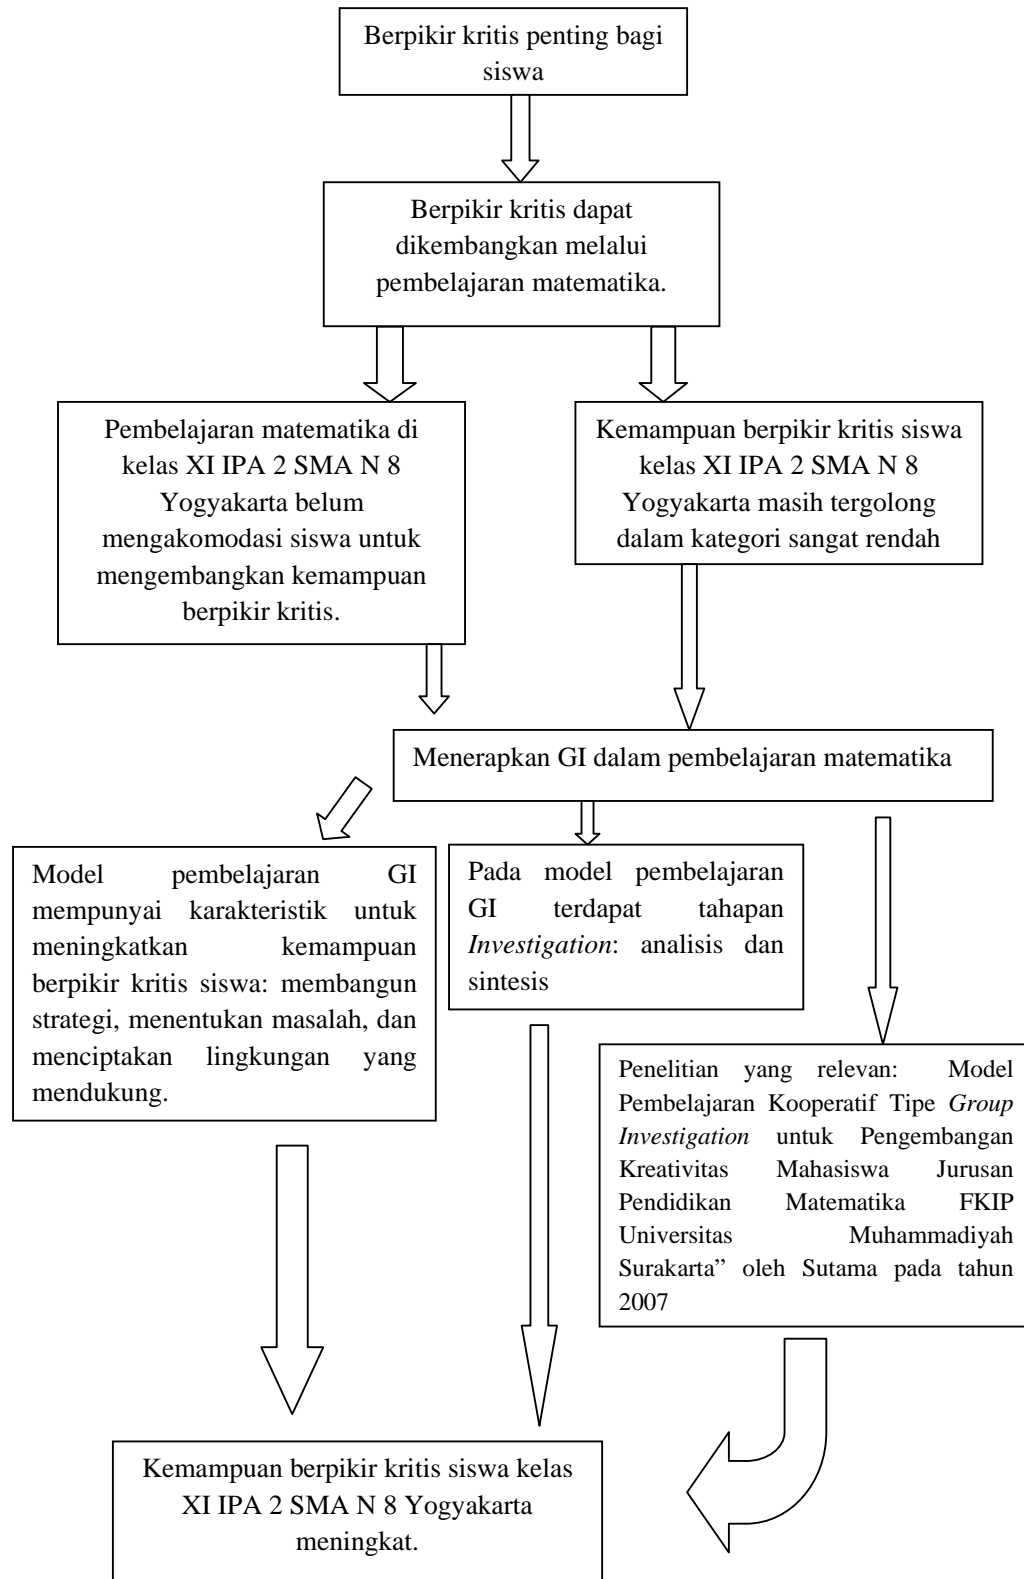 Berpikir kritis penting bagi
siswa
Berpikir kritis dapat
dikembangkan melalui
pembelajaran matematika.
Pembelajaran matematika di
kelas XI IPA 2 SMA N 8
Yogyakarta belum
mengakomodasi siswa untuk
mengembangkan kemampuan
berpikir kritis.
Kemampuan berpikir kritis siswa
kelas XI IPA 2 SMA N 8
Yogyakarta masih tergolong
dalam kategori sangat rendah
Menerapkan GI dalam pembelajaran matematika
Model pembelajaran GI
mempunyai karakteristik untuk
meningkatkan kemampuan
berpikir kritis siswa: membangun
strategi, menentukan masalah, dan
menciptakan lingkungan yang
mendukung.
Pada model pembelajaran
GI terdapat tahapan
Investigation: analisis dan
sintesis
Penelitian yang relevan: Model
Pembelajaran Kooperatif Tipe Group
Investigation untuk Pengembangan
Kreativitas Mahasiswa Jurusan
Pendidikan Matematika FKIP
Universitas Muhammadiyah
Surakarta” oleh Sutama pada tahun
2007
Kemampuan berpikir kritis siswa kelas
XI IPA 2 SMA N 8 Yogyakarta
meningkat.